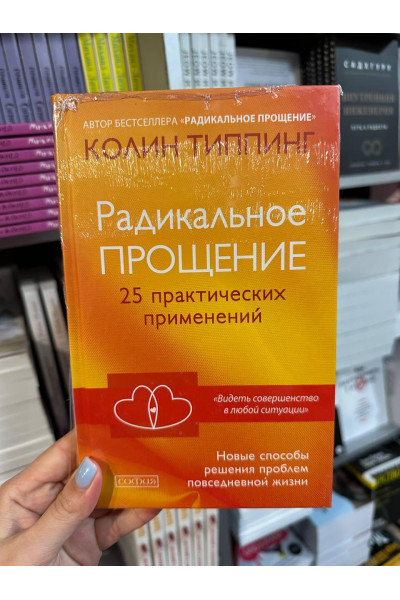 АВТОР БЕСТСЕЛЛЕРА «РАДИКАЛЬНОЕ ПРОЩЕНИЕ»
КОЛИН ТИППИНГ
Радикальное
ПРОЩЕНИЕ
25 практических
применений
«Видеть совершенство
в любой ситуации»
Новые способы
решения проблем
повседневной жизни
СОФИЯ
САДХГУРУ